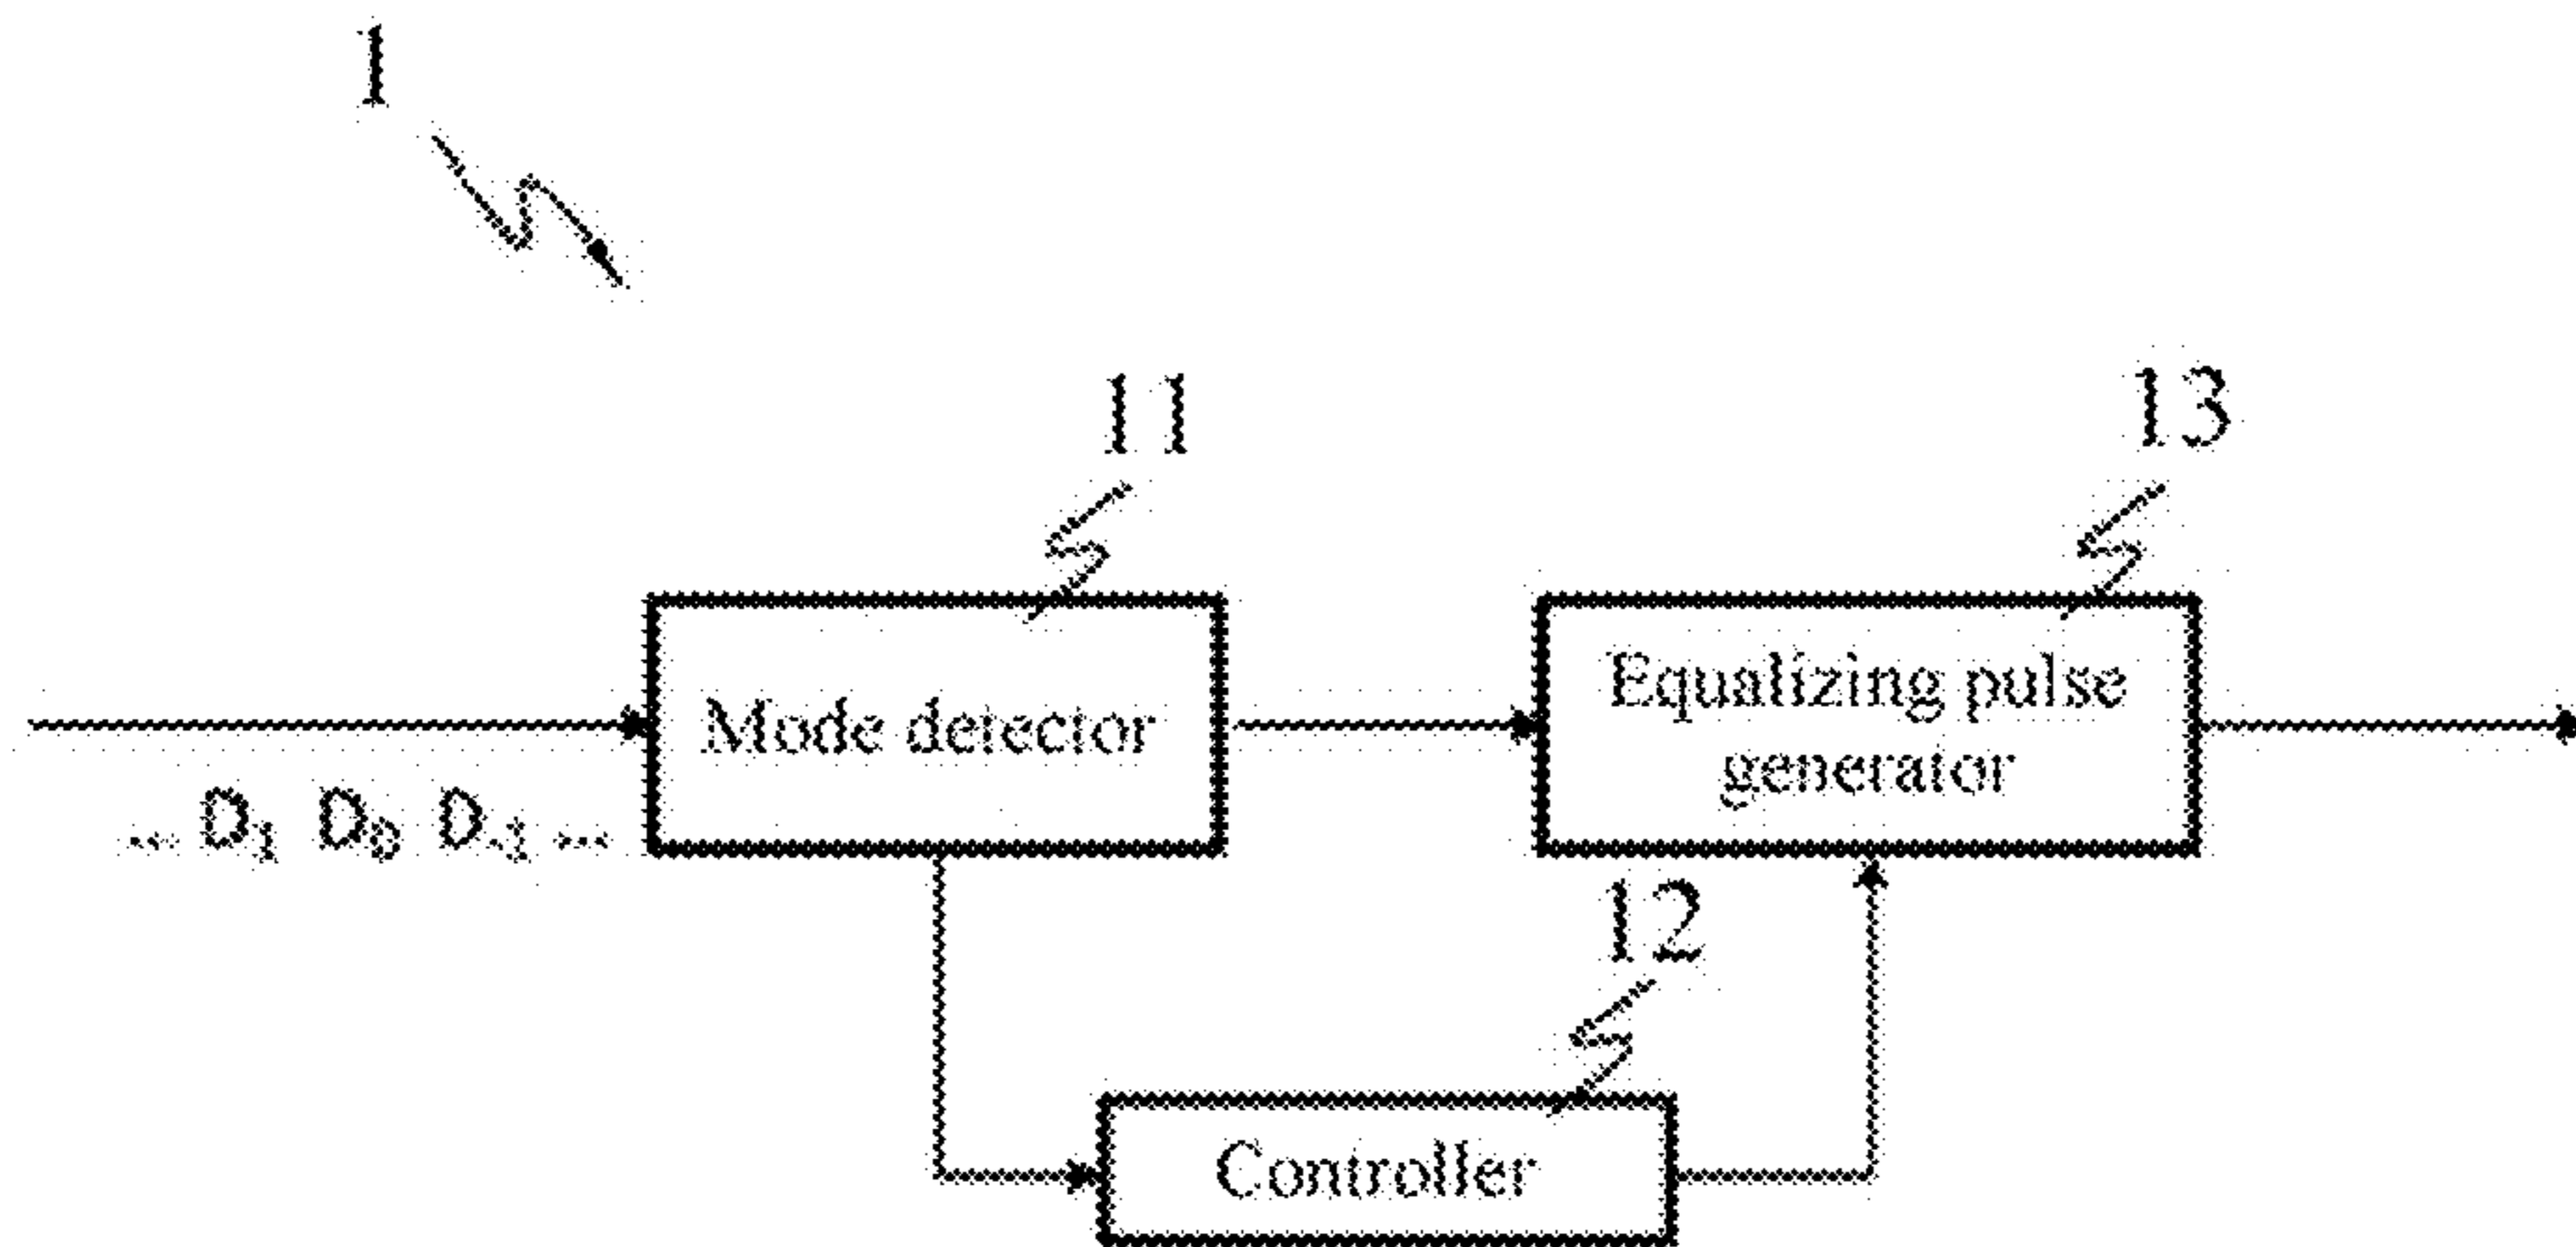 1
11
13
Mode detector
Equalizing pulse
generator
... D₁ D₀ D₋₁ ...
12
Controller